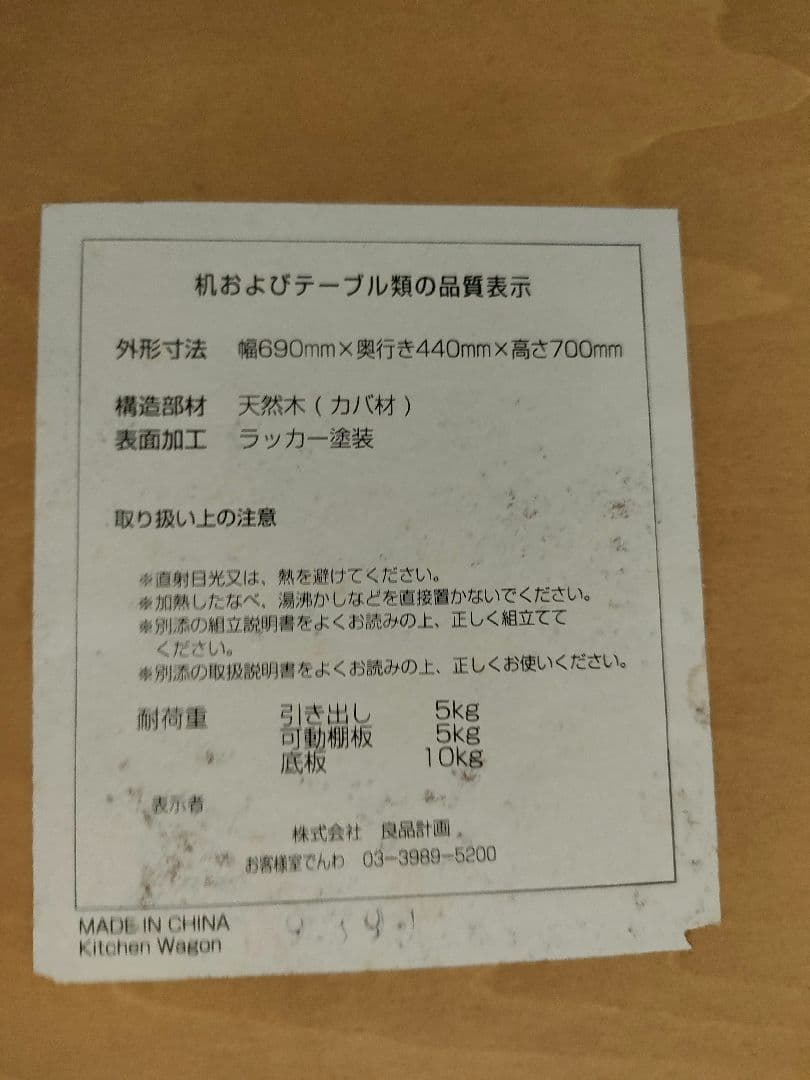 机およびテーブル類の品質表示
外形寸法 幅690mm×奥行き440mm×高さ700mm
構造部材 天然木(カバ材)
表面加工 ラッカー塗装
取り扱い上の注意
※直射日光又は、熱を避けてください。
※加熱したなべ、湯沸かしなどを直接置かないでください。
※別添の組立説明書をよくお読みの上、正しく組立てて
ください。
※別添の取扱説明書をよくお読みの上、正しくお使いください。
耐荷重 引き出し 5kg
可動棚板 5kg
底板 10kg
表示者
株式会社 良品計画
お客様室でんわ 03-3989-5200
MADE IN CHINA
Kitchen Wagon